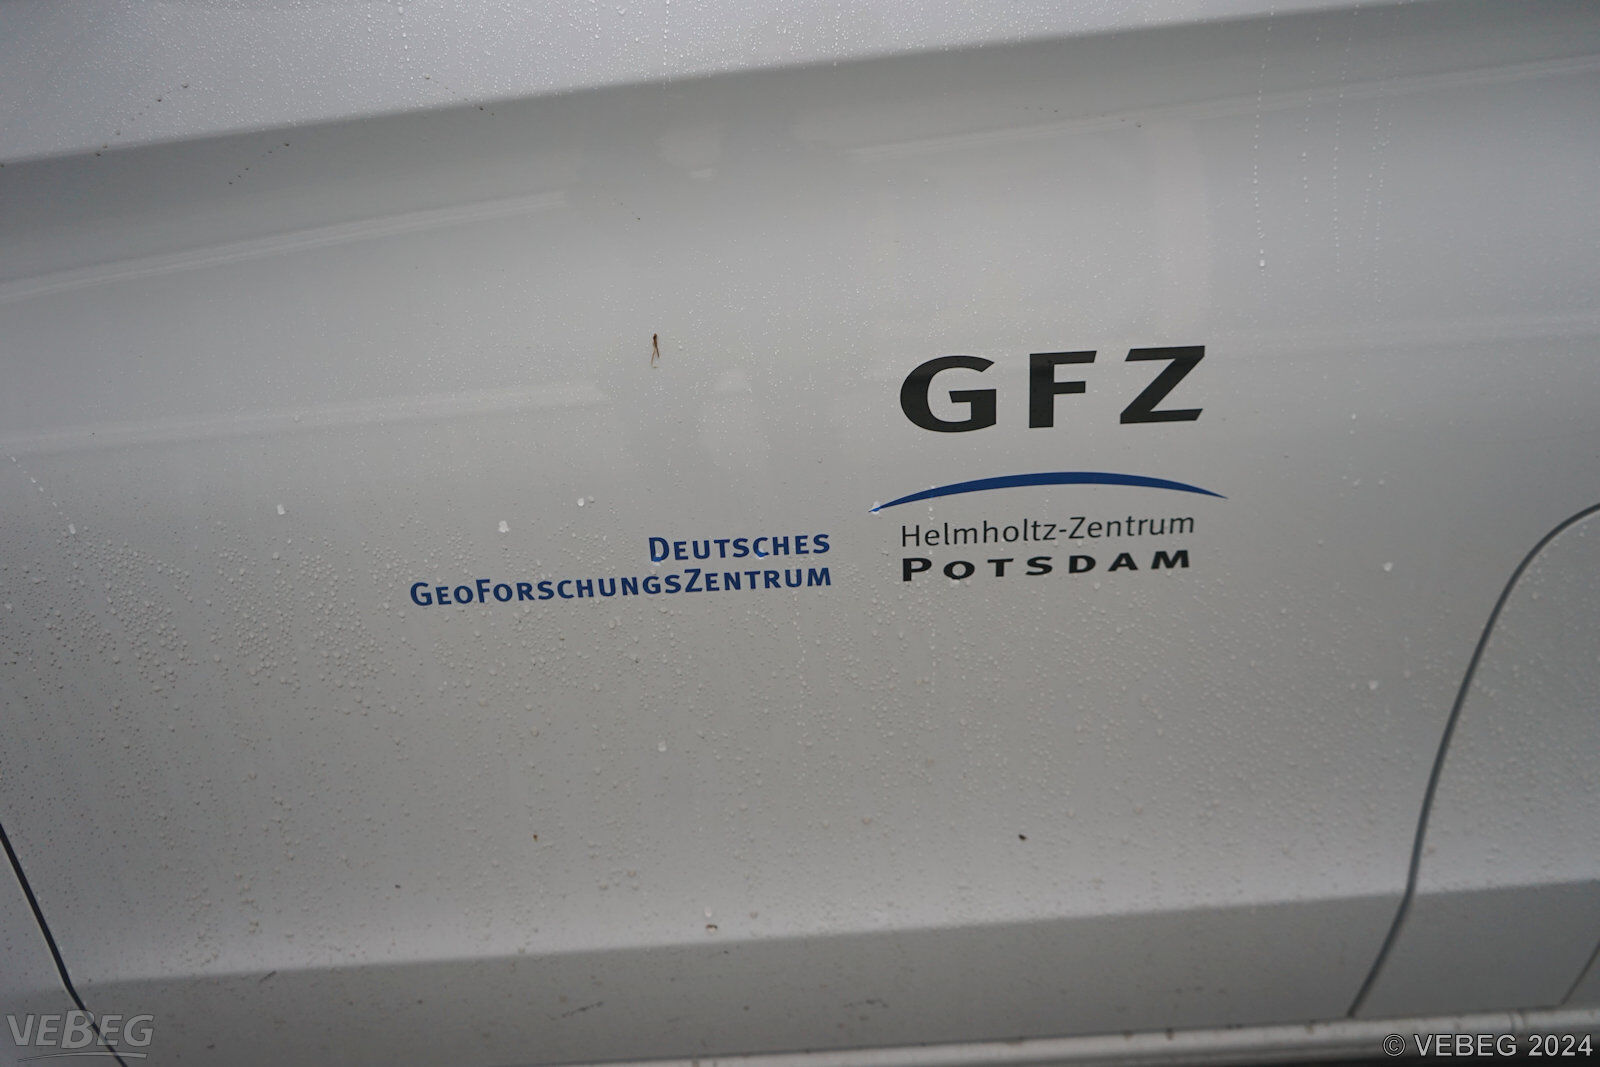 GFZ
Helmholtz-Zentrum
POTSDAM
DEUTSCHES
GEOFORSCHUNGSZENTRUM
VEBEG
© VEBEG 2024